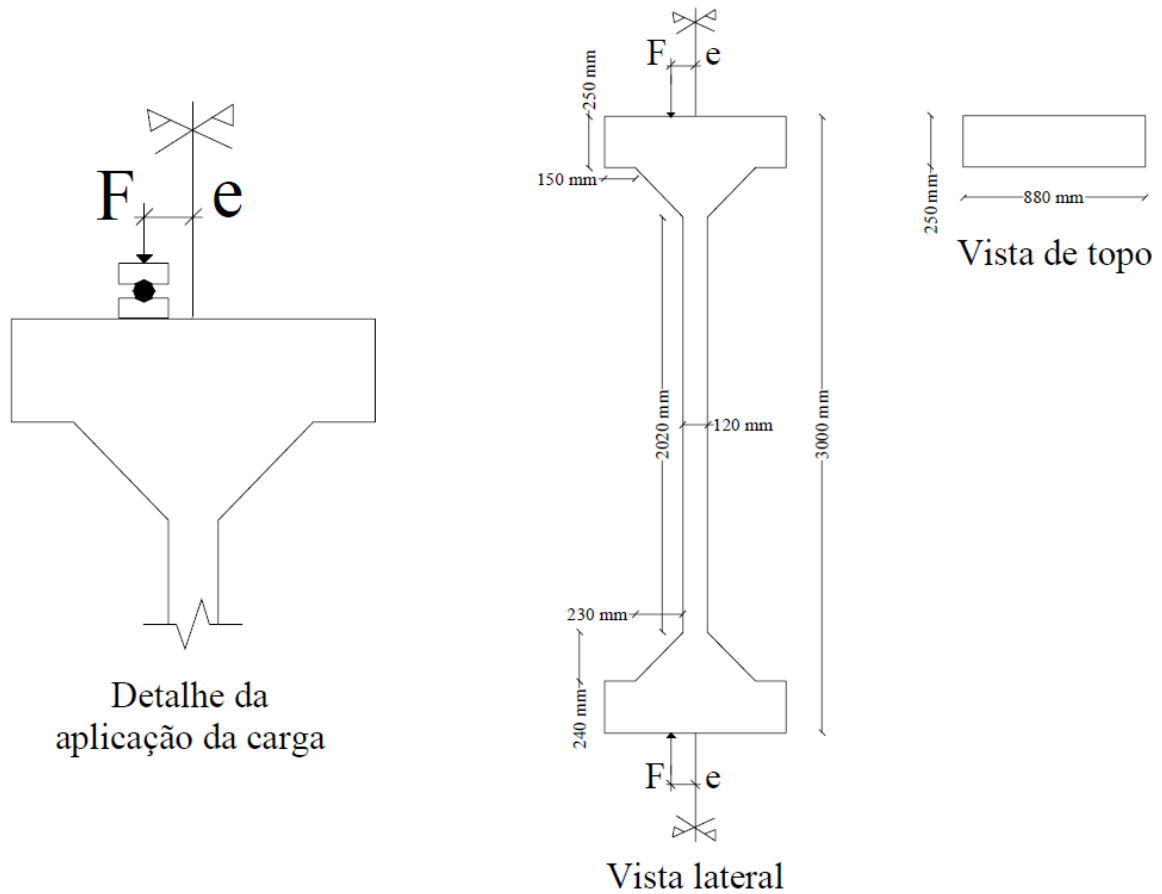 F e
Detalhe da
aplicação da carga
F e
250 mm
150 mm
2020 mm
120 mm
3000 mm
230 mm
240 mm
F e
Vista lateral
250 mm
880 mm
Vista de topo